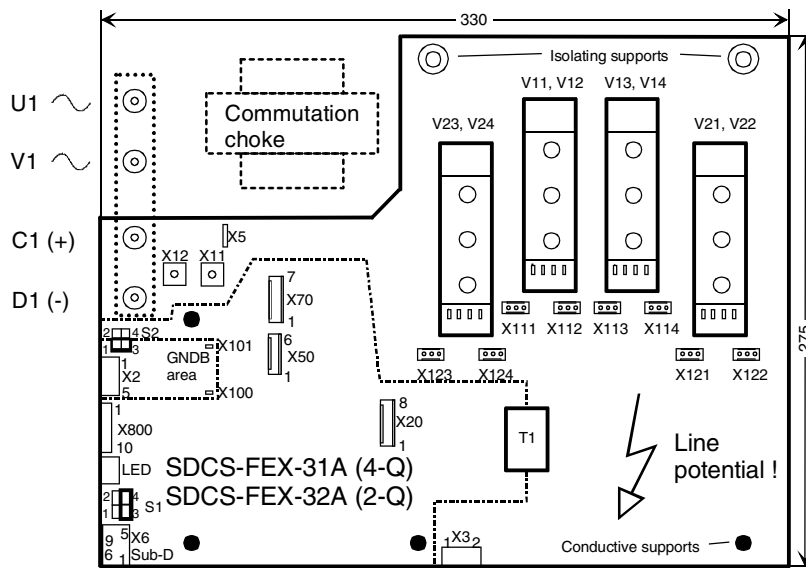 330
Isolating supports
V11, V12
V13, V14
U1
Commutation
choke
V23, V24
V21, V22
V1
C1 (+)
X5
X12
X11
D1 (-)
7
X70
1
X111
X112
X113
X114
275
2
4
S2
1
3
X101
GNDB
area
6
X50
1
X123
X124
X121
X122
1
X2
5
X100
1
X800
10
8
X20
1
T1
Line
potential !
LED
SDCS-FEX-31A (4-Q)
SDCS-FEX-32A (2-Q)
2
4
S1
1
3
5
X6
9
6
1
Sub-D
1
X3
2
Conductive supports